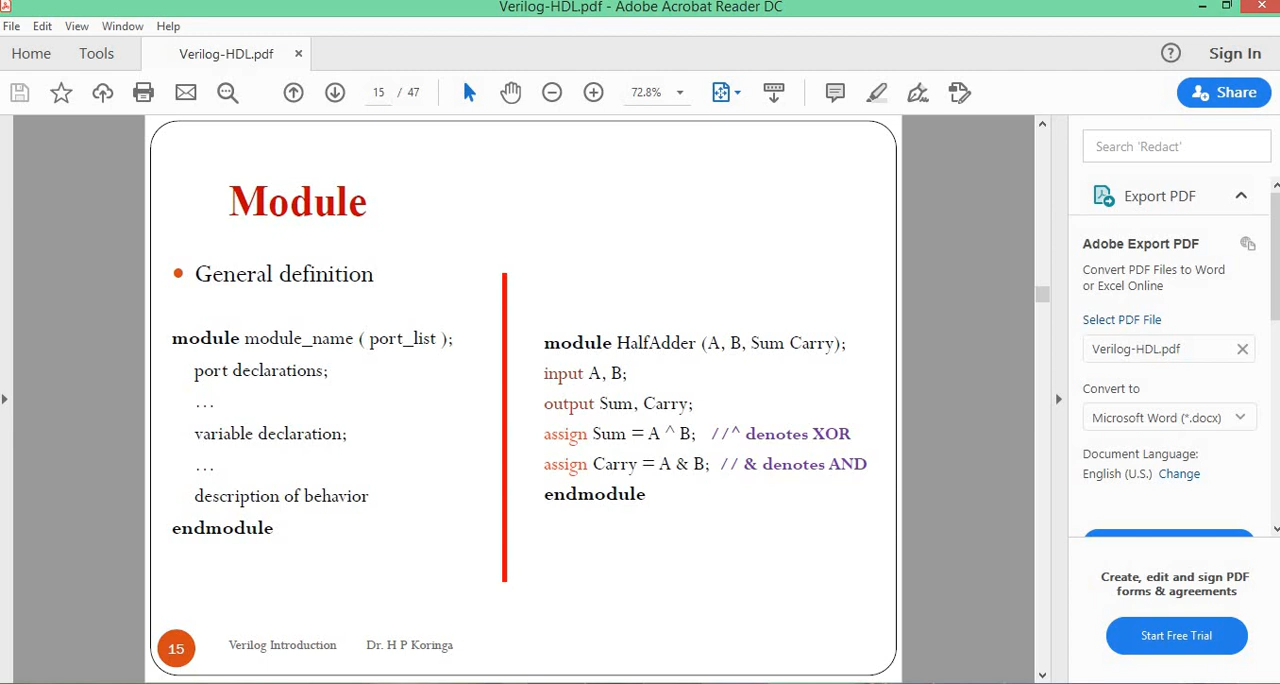 Verilog-HDL.pdf - Adobe Acrobat Reader DC
File Edit View Window Help
Home Tools Verilog-HDL.pdf × ? Sign In
15 / 47 72.8% Share
Module
• General definition
module module_name ( port_list );
port declarations;
…
variable declaration;
…
description of behavior
endmodule
module HalfAdder (A, B, Sum Carry);
input A, B;
output Sum, Carry;
assign Sum = A ^ B; //^ denotes XOR
assign Carry = A & B; // & denotes AND
endmodule
15 Verilog Introduction Dr. H P Koringa
Search 'Redact'
Export PDF
Adobe Export PDF
Convert PDF Files to Word
or Excel Online
Select PDF File
Verilog-HDL.pdf
Convert to
Microsoft Word (*.docx)
Document Language:
English (U.S.) Change
Create, edit and sign PDF
forms & agreements
Start Free Trial